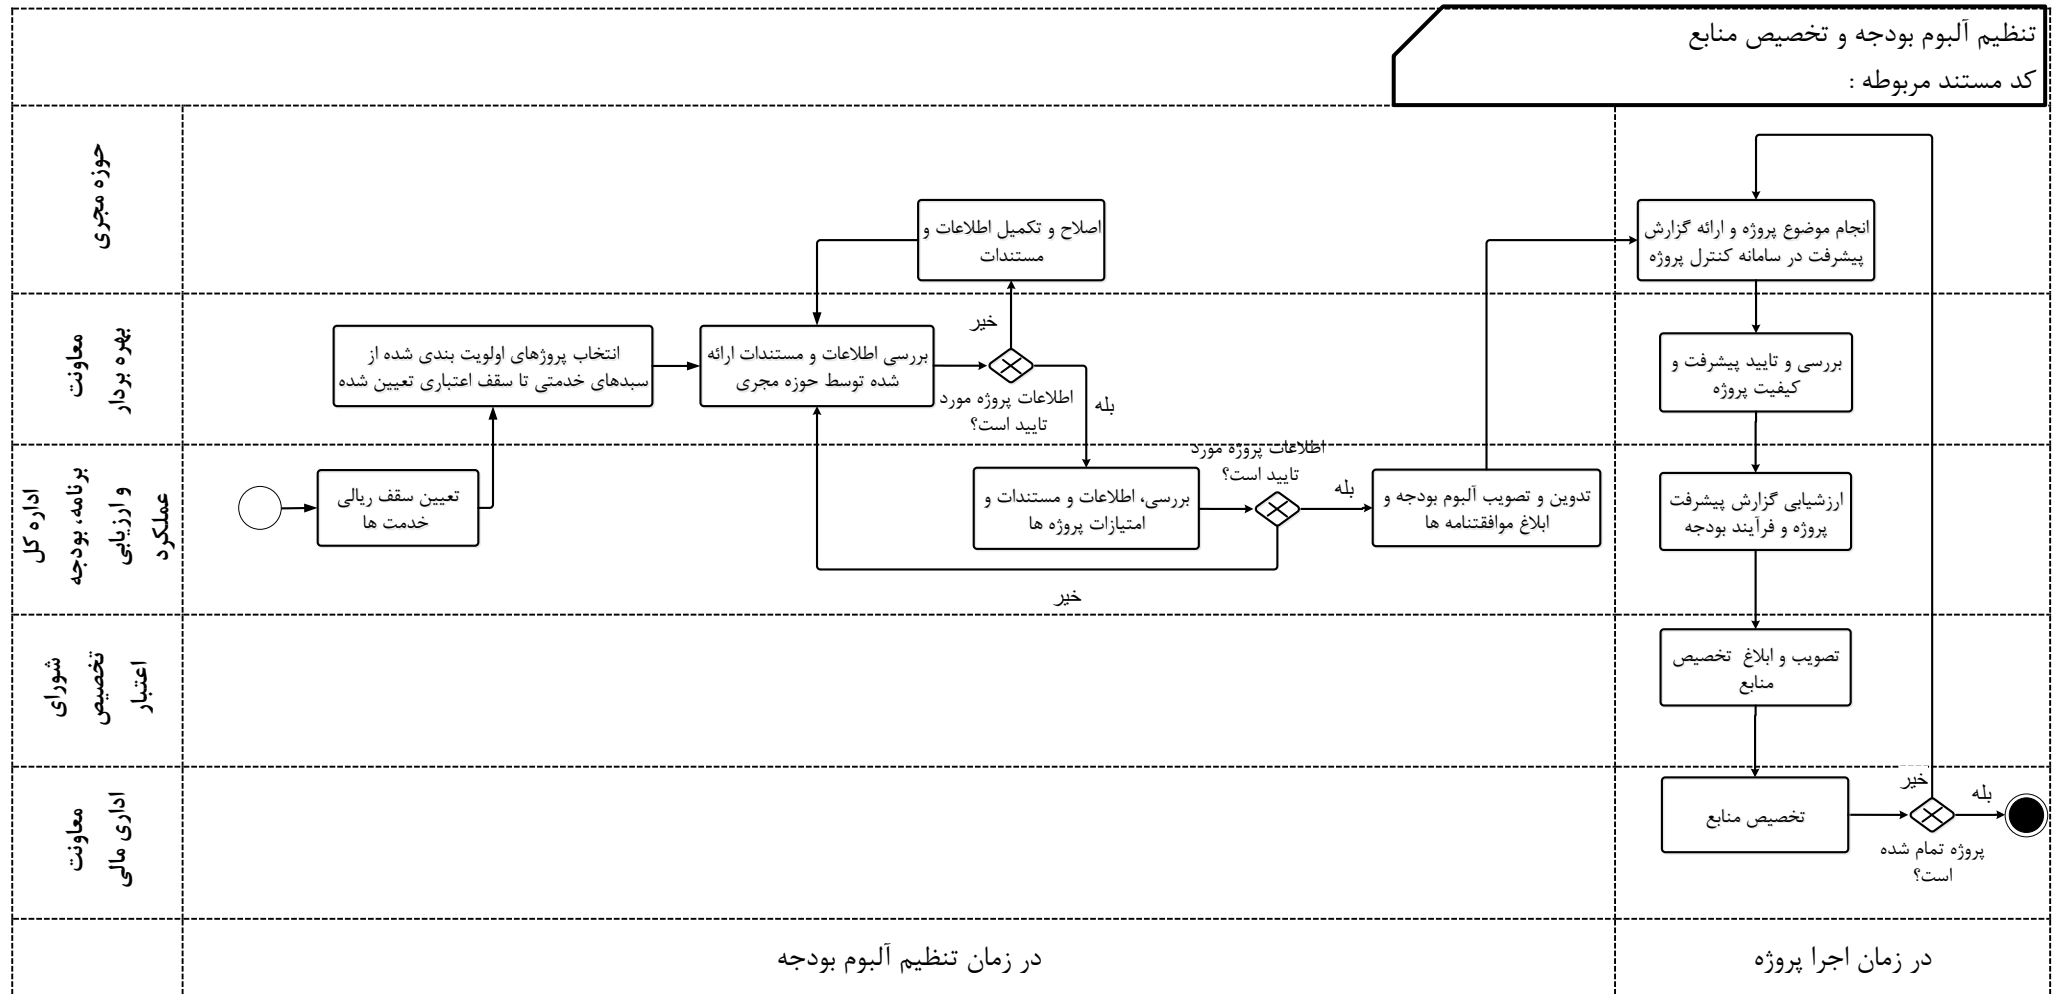 تنظیم آلبوم بودجه و تخصیص منابع
کد مستند مربوطه :
حوزه مجری
اصلاح و تکمیل اطلاعات و
مستندات
انجام موضوع پروژه و ارائه گزارش
پیشرفت در سامانه کنترل پروژه
معاونت
بهره بردار
انتخاب پروژهای اولویت بندی شده از
سبدهای خدمتی تا سقف اعتباری تعیین شده
بررسی اطلاعات و مستندات ارائه
شده توسط حوزه مجری
خیر
اطلاعات پروژه مورد
تایید است؟
بله
بررسی و تایید پیشرفت و
کیفیت پروژه
اداره کل
برنامه، بودجه
و ارزیابی
عملکرد
تعیین سقف ریالی
خدمت ها
بررسی، اطلاعات و مستندات و
امتیازات پروژه ها
اطلاعات پروژه مورد
تایید است؟
بله
خیر
تدوین و تصویب آلبوم بودجه و
ابلاغ موافقتنامه ها
ارزشیابی گزارش پیشرفت
پروژه و فرآیند بودجه
شورای
تخصیص
اعتبار
تصویب و ابلاغ تخصیص
منابع
معاونت
اداری مالی
تخصیص منابع
خیر
بله
پروژه تمام شده
است؟
در زمان تنظیم آلبوم بودجه
در زمان اجرا پروژه